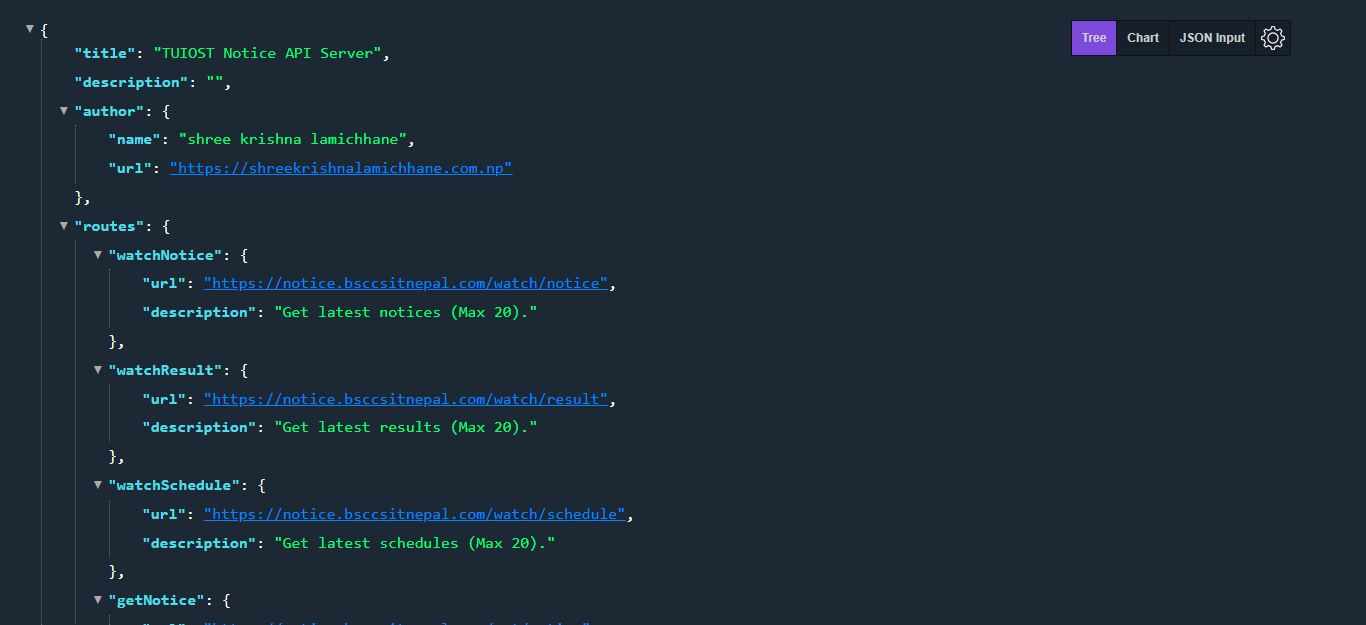 {
Tree Chart JSON Input
"title": "TUIOST Notice API Server",
"description": "",
"author": {
"name": "shree krishna lamichhane",
"url": "https://shreekrishnalamichhane.com.np"
},
"routes": {
"watchNotice": {
"url": "https://notice.bsccsitnepal.com/watch/notice",
"description": "Get latest notices (Max 20)."
},
"watchResult": {
"url": "https://notice.bsccsitnepal.com/watch/result",
"description": "Get latest results (Max 20)."
},
"watchSchedule": {
"url": "https://notice.bsccsitnepal.com/watch/schedule",
"description": "Get latest schedules (Max 20)."
},
"getNotice": {